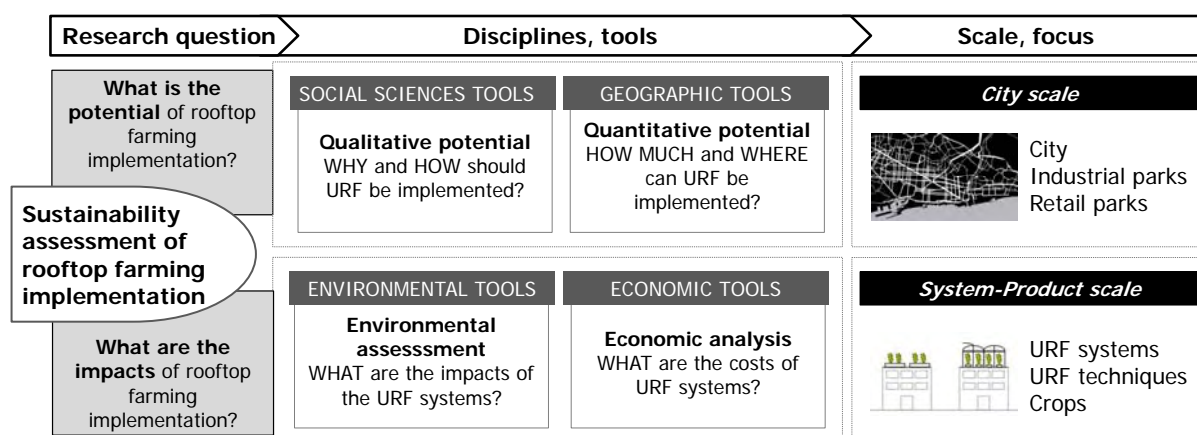 Research question
Disciplines, tools
Scale, focus
What is the
potential of rooftop
farming
implementation?
SOCIAL SCIENCES TOOLS
Qualitative potential
WHY and HOW should
URF be implemented?
GEOGRAPHIC TOOLS
Quantitative potential
HOW MUCH and WHERE
can URF be
implemented?
City scale
City
Industrial parks
Retail parks
Sustainability
assessment of
rooftop farming
implementation
What are the
impacts of rooftop
farming
implementation?
ENVIRONMENTAL TOOLS
Environmental
assesssment
WHAT are the impacts of
the URF systems?
ECONOMIC TOOLS
Economic analysis
WHAT are the costs of
URF systems?
System-Product scale
URF systems
URF techniques
Crops